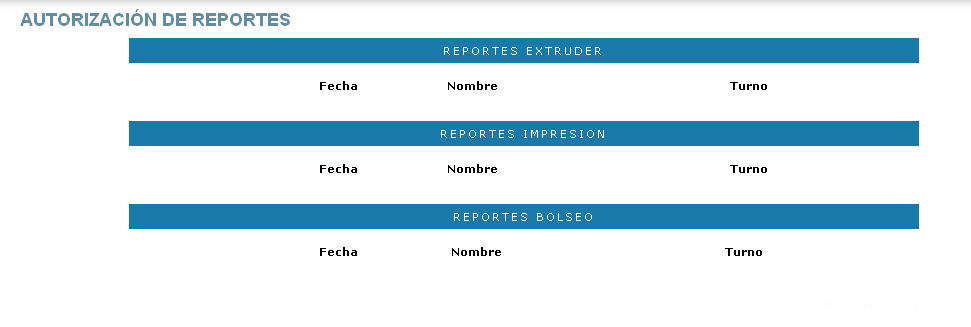 AUTORIZACIÓN DE REPORTES
REPORTES EXTRUDER
Fecha Nombre Turno
REPORTES IMPRESION
Fecha Nombre Turno
REPORTES BOLSEO
Fecha Nombre Turno